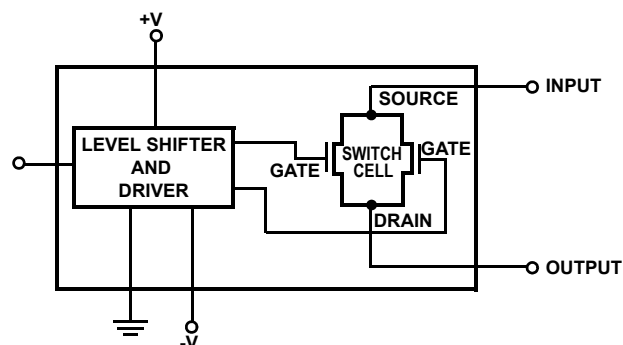 +V
INPUT
SOURCE
LEVEL SHIFTER
AND
DRIVER
GATE
SWITCH
CELL
GATE
DRAIN
OUTPUT
-V